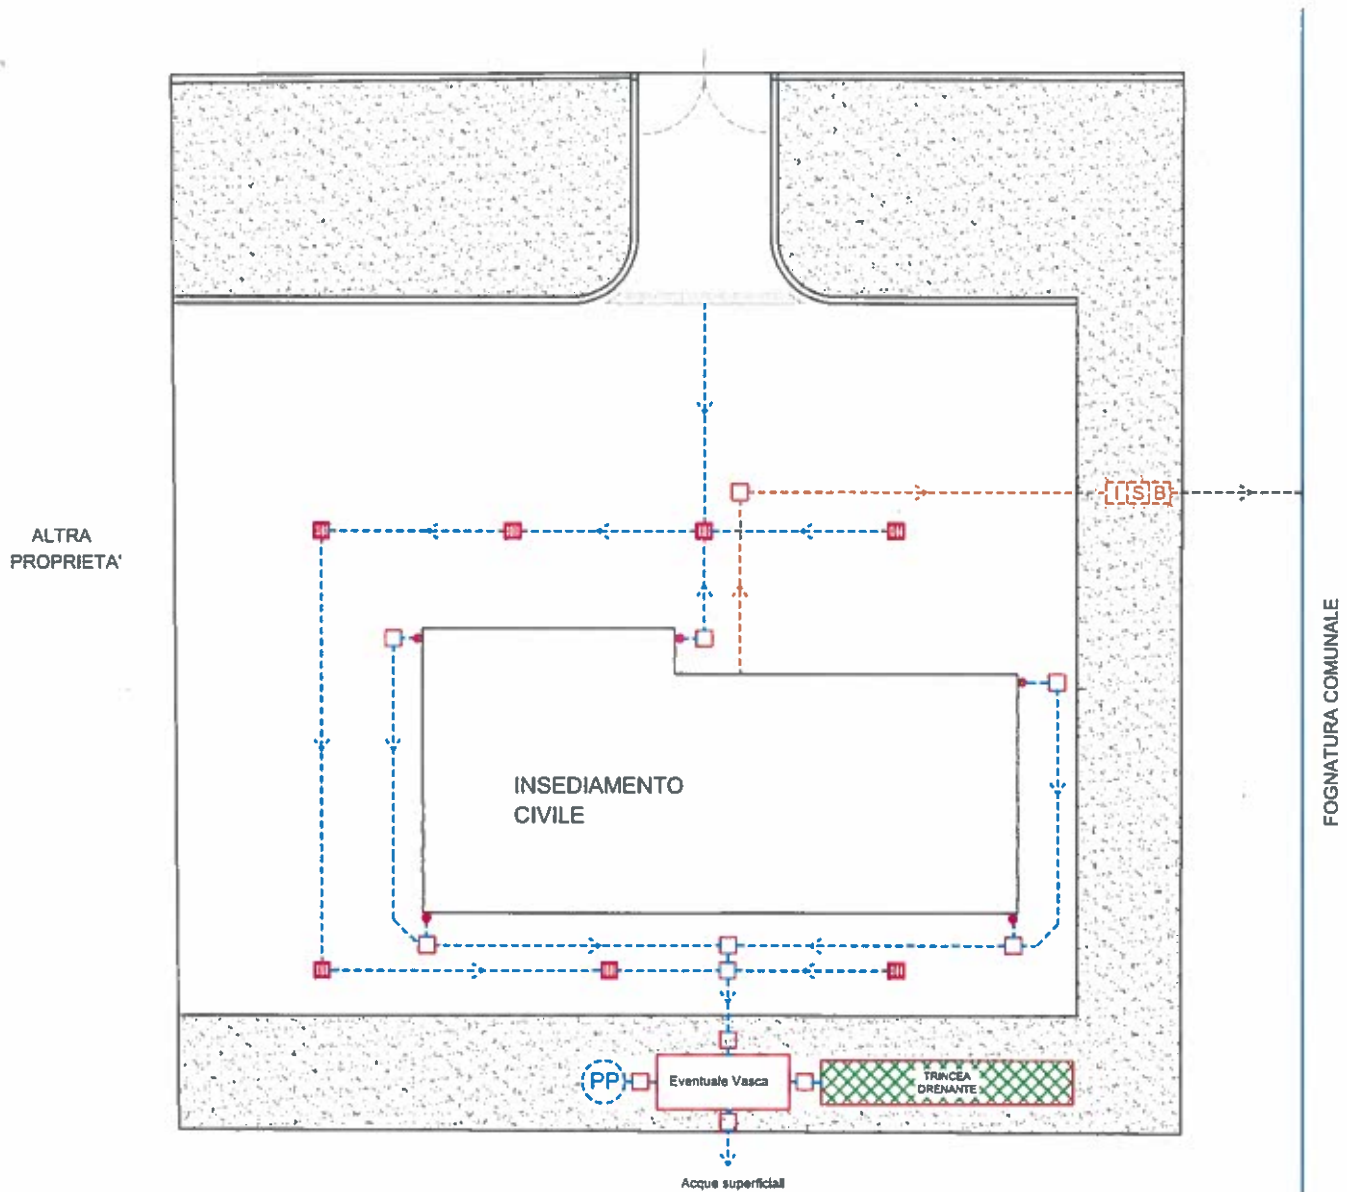 I S B
ALTRA
PROPRIETA'
FOGNATURA COMUNALE
INSEDIAMENTO
CIVILE
PP
Eventuale Vasca
TRINCEA
DRENANTE
Acque superficiali